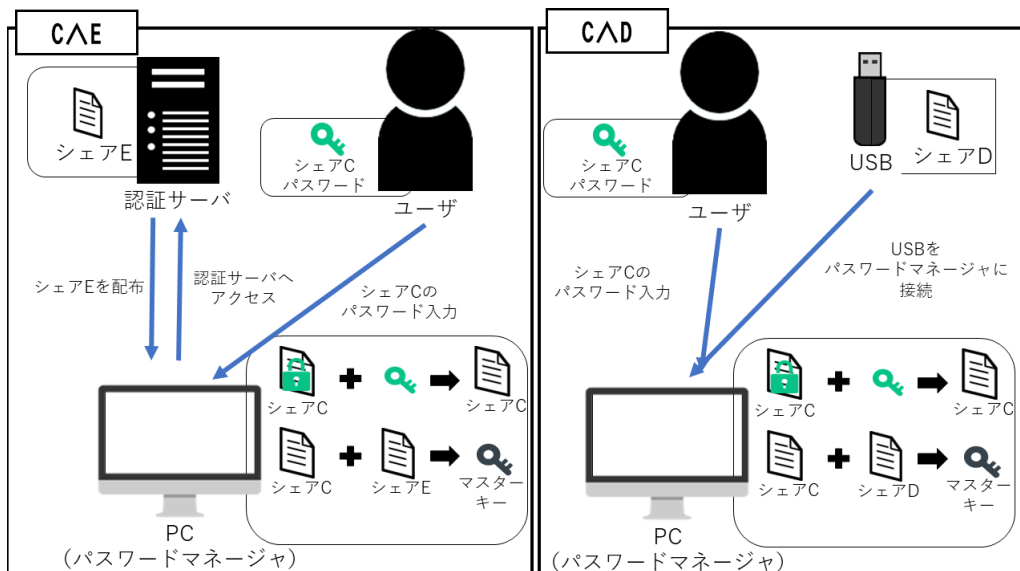 C∧E
シェアE
認証サーバ
シェアC
パスワード
ユーザ
シェアEを配布
認証サーバへ
アクセス
シェアCの
パスワード入力
シェアC
シェアC
シェアC
シェアE
マスター
キー
PC
(パスワードマネージャ)
C∧D
シェアC
パスワード
ユーザ
USB
シェアD
シェアCの
パスワード入力
USBを
パスワードマネージャに
接続
シェアC
シェアC
シェアC
シェアD
マスター
キー
PC
(パスワードマネージャ)